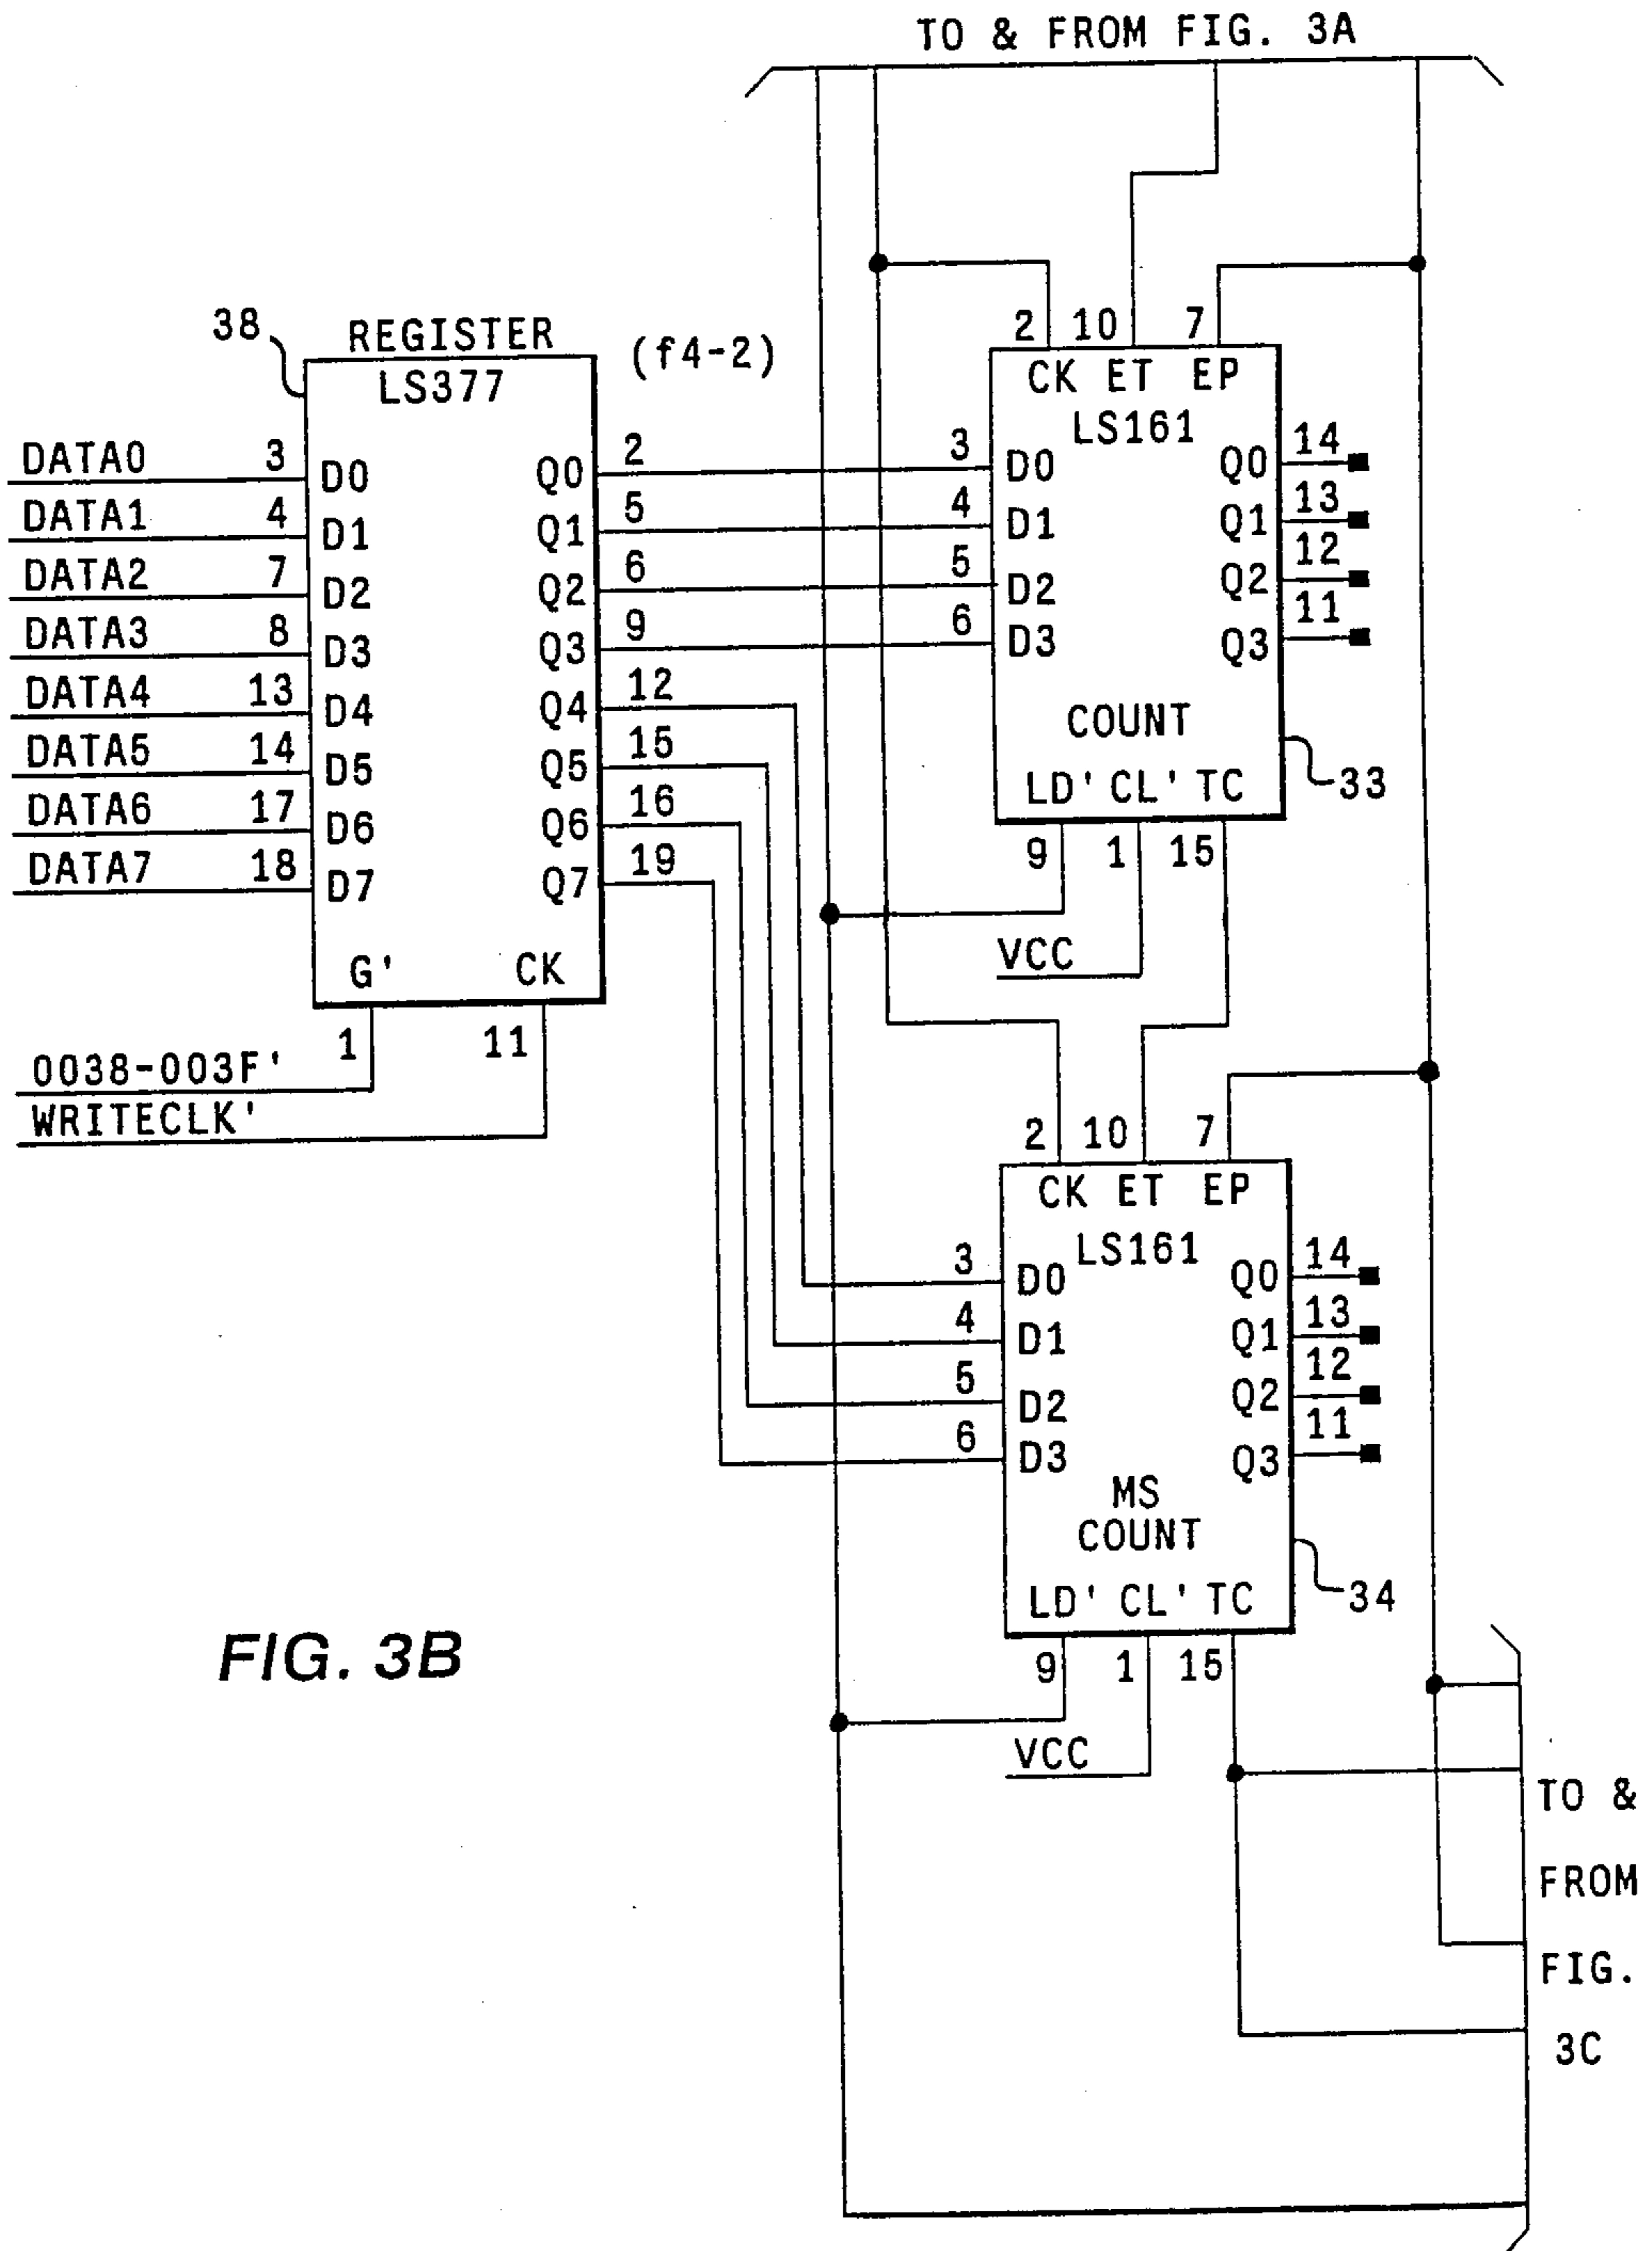 TO & FROM FIG. 3A
38
REGISTER
(f4-2)
LS377
DATA0 3 D0 Q0 2
DATA1 4 D1 Q1 5
DATA2 7 D2 Q2 6
DATA3 8 D3 Q3 9
DATA4 13 D4 Q4 12
DATA5 14 D5 Q5 15
DATA6 17 D6 Q6 16
DATA7 18 D7 Q7 19
G' CK
1 11
0038-003F'
WRITECLK'
2 10 7
CK ET EP
LS161
3 D0 Q0 14
4 D1 Q1 13
5 D2 Q2 12
6 D3 Q3 11
COUNT
33
LD' CL' TC
9 1 15
VCC
2 10 7
CK ET EP
LS161
3 D0 Q0 14
4 D1 Q1 13
5 D2 Q2 12
6 D3 Q3 11
MS
COUNT
34
LD' CL' TC
9 1 15
VCC
TO &
FROM
FIG.
3C
FIG. 3B